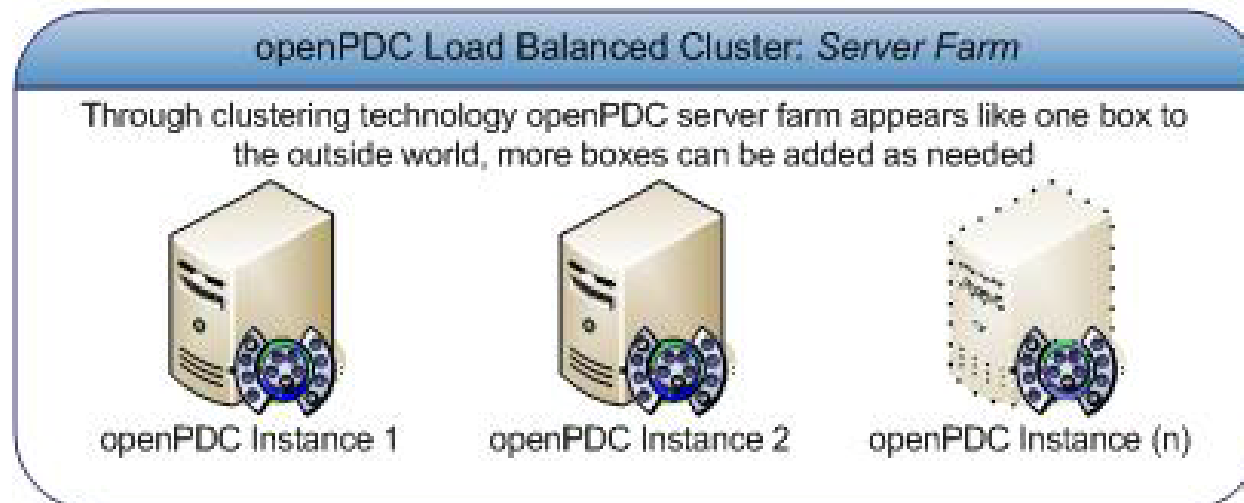 openPDC Load Balanced Cluster: Server Farm
Through clustering technology openPDC server farm appears like one box to
the outside world, more boxes can be added as needed
openPDC Instance 1
openPDC Instance 2
openPDC Instance (n)